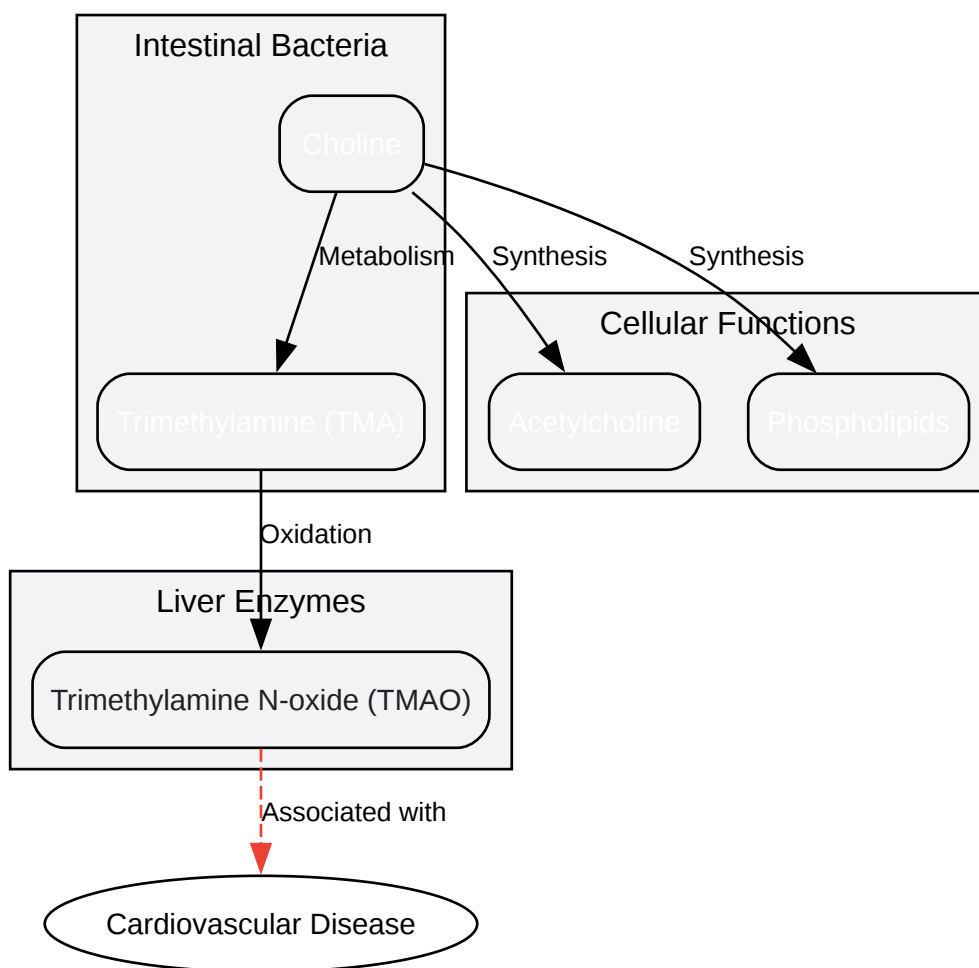 Intestinal Bacteria
Choline
Metabolism
Synthesis
Synthesis
Cellular Functions
Trimethylamine (TMA)
Acetylcholine
Phospholipids
Oxidation
Liver Enzymes
Trimethylamine N-oxide (TMAO)
Associated with
Cardiovascular Disease